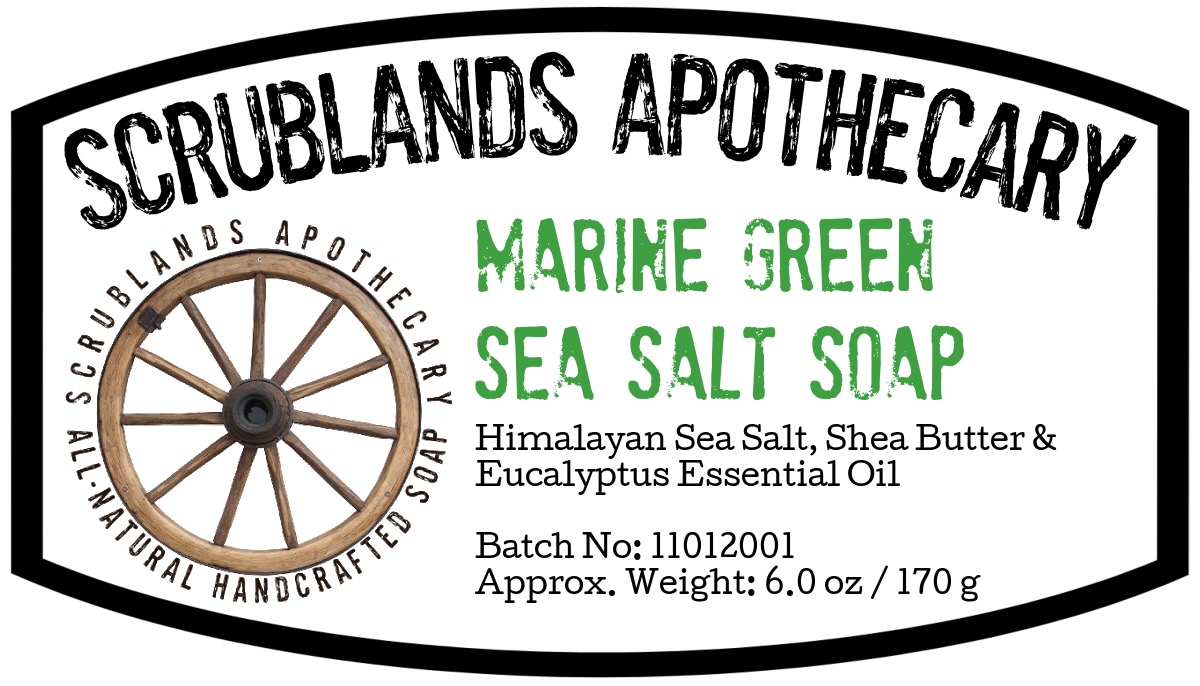 SCRUBLANDS APOTHECARY
SCRUBLANDS APOTHECARY
ALL-NATURAL HANDCRAFTED SOAP
MARINE GREEN
SEA SALT SOAP
Himalayan Sea Salt, Shea Butter &
Eucalyptus Essential Oil
Batch No: 11012001
Approx. Weight: 6.0 oz / 170 g